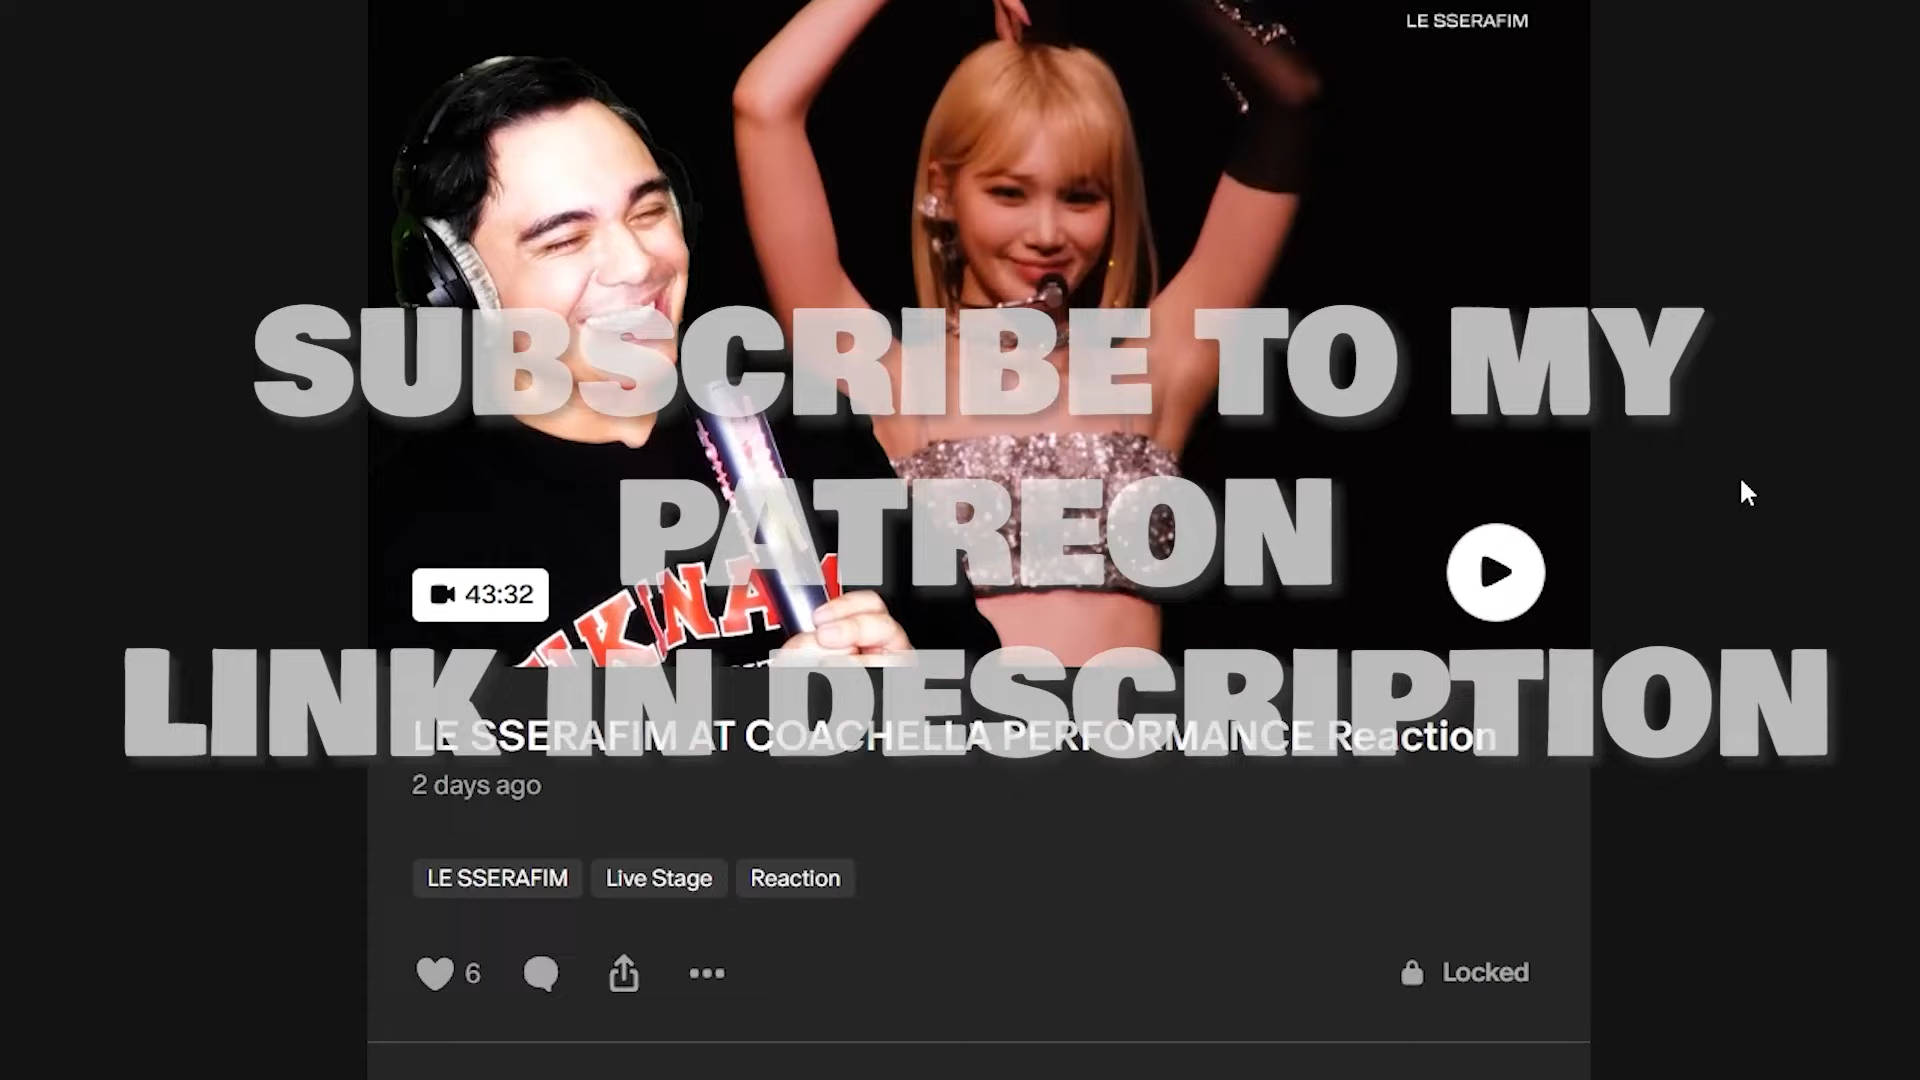 LE SSERAFIM
SUBSCRIBE TO MY
PATREON
43:32
LINK IN DESCRIPTION
LE SSERAFIM AT COACHELLA PERFORMANCE Reaction
2 days ago
LE SSERAFIM Live Stage Reaction
6
Locked